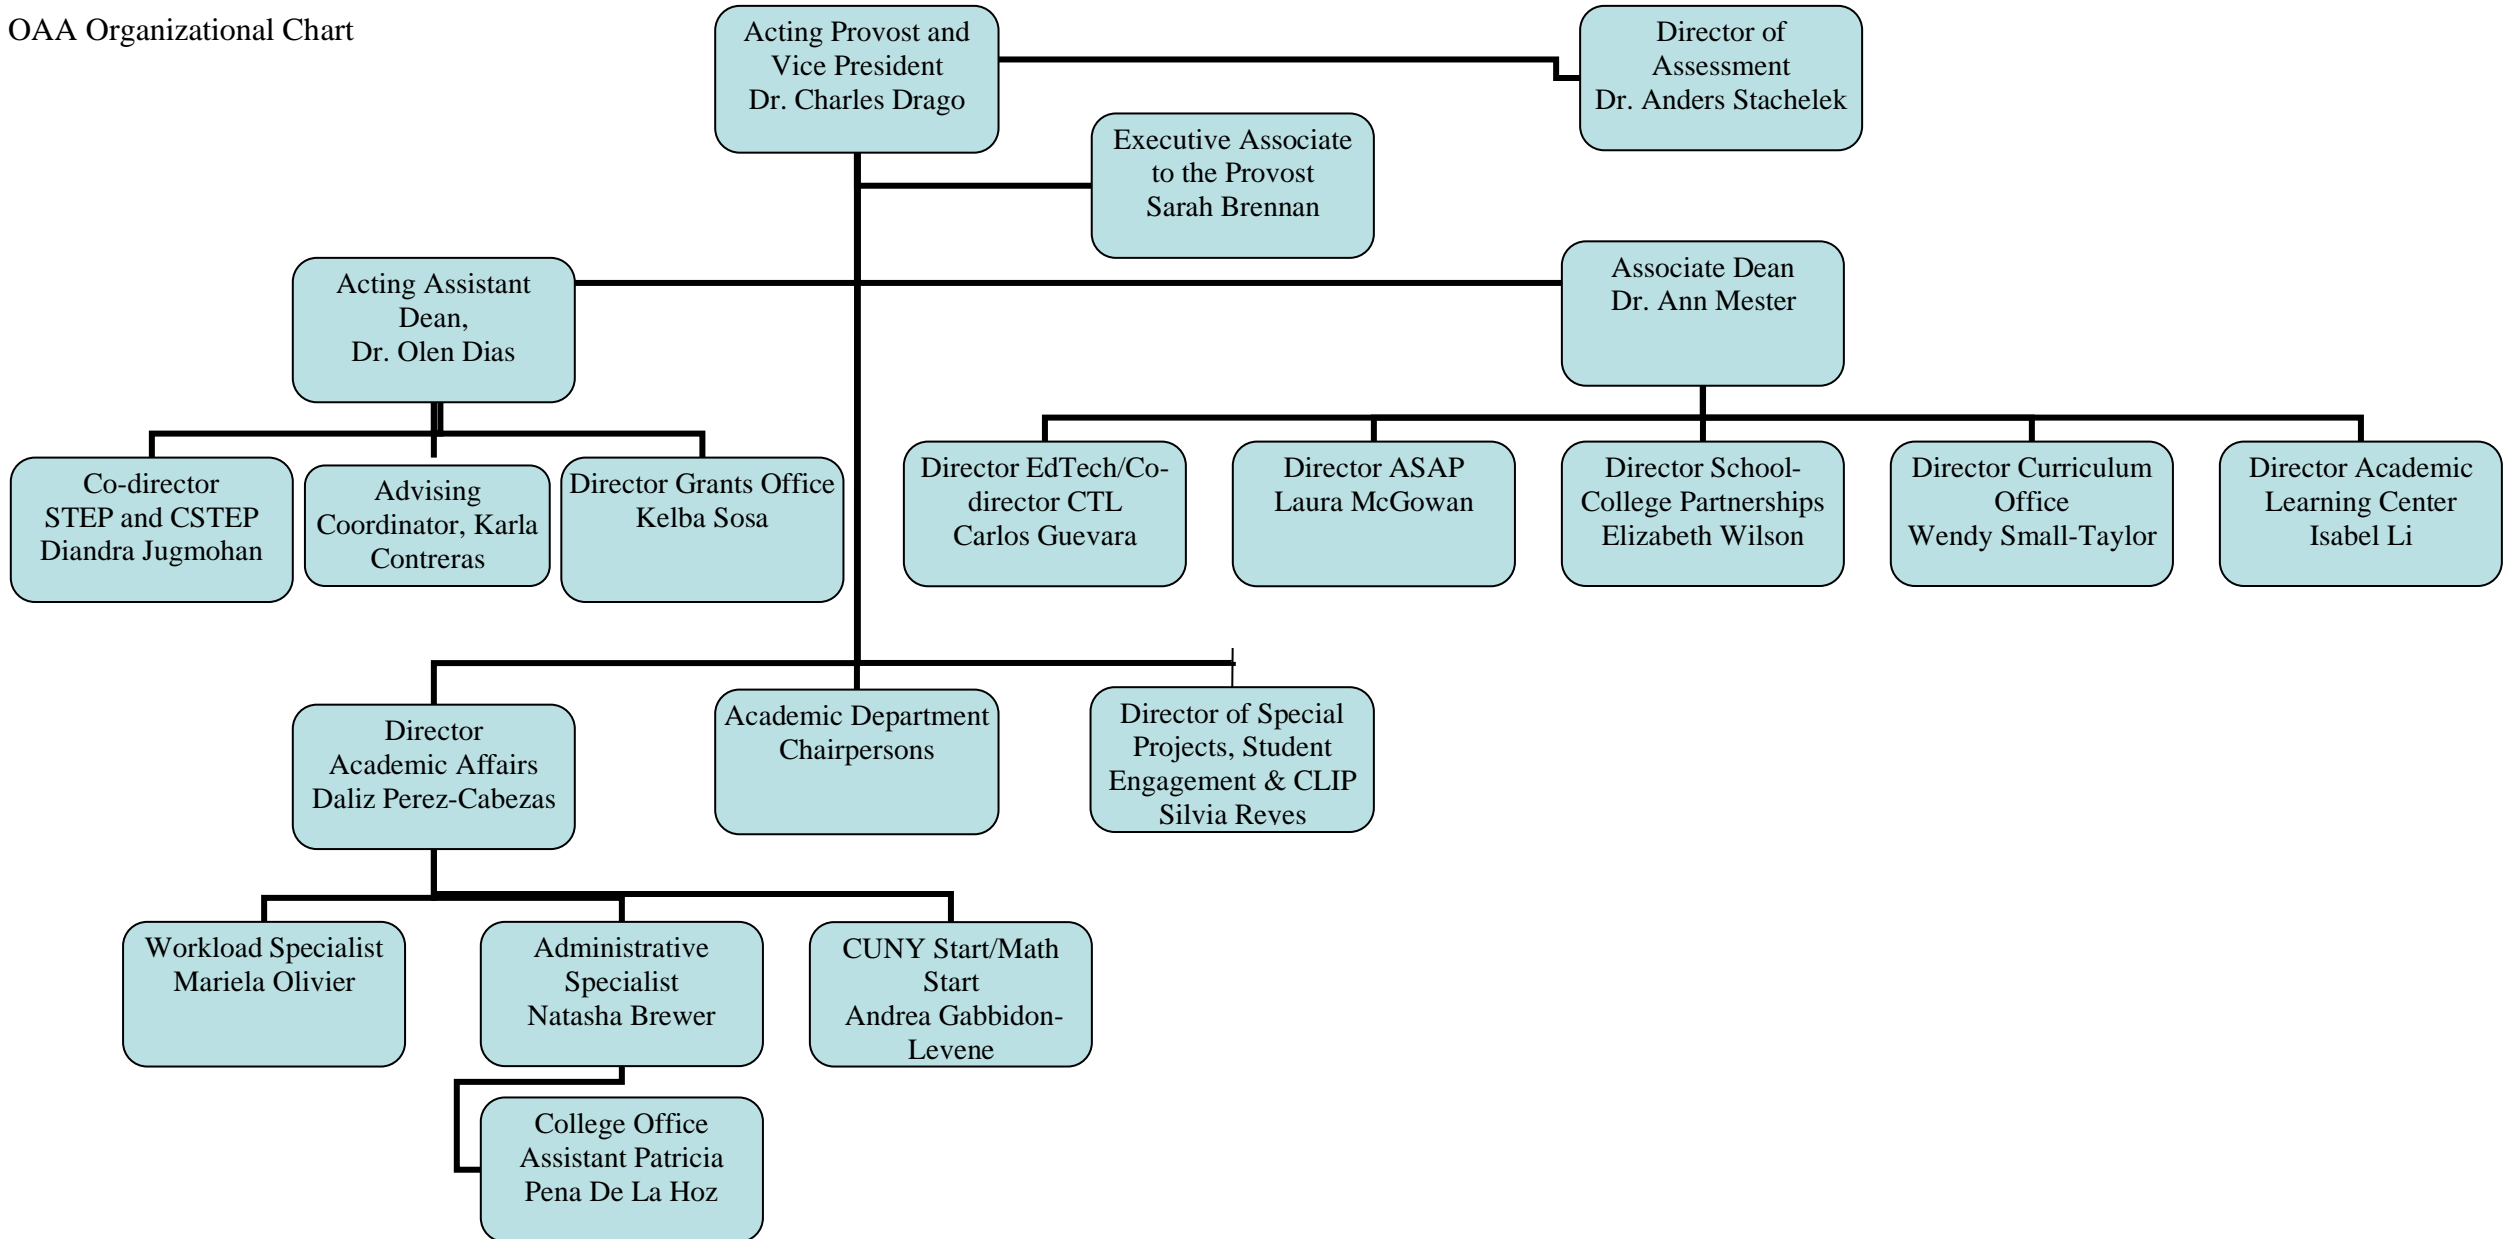 OAA Organizational Chart
Acting Provost and
Vice President
Dr. Charles Drago
Director of
Assessment
Dr. Anders Stachelek
Executive Associate
to the Provost
Sarah Brennan
Acting Assistant
Dean,
Dr. Olen Dias
Associate Dean
Dr. Ann Mester
Co-director
STEP and CSTEP
Diandra Jugmohan
Advising
Coordinator, Karla
Contreras
Director Grants Office
Kelba Sosa
Director EdTech/Co-
director CTL
Carlos Guevara
Director ASAP
Laura McGowan
Director School-
College Partnerships
Elizabeth Wilson
Director Curriculum
Office
Wendy Small-Taylor
Director Academic
Learning Center
Isabel Li
Director
Academic Affairs
Daliz Perez-Cabezas
Academic Department
Chairpersons
Director of Special
Projects, Student
Engagement & CLIP
Silvia Reyes
Workload Specialist
Mariela Olivier
Administrative
Specialist
Natasha Brewer
CUNY Start/Math
Start
Andrea Gabbidon-
Levene
College Office
Assistant Patricia
Pena De La Hoz